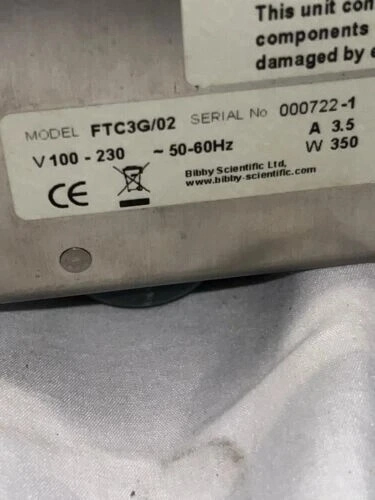 This unit con
components
damaged by e
MODEL FTC3G/02 SERIAL No 000722-1
V 100 - 230 ~ 50-60Hz A 3.5
W 350
CE
Bibby Scientific Ltd,
www.bibby-scientific.com